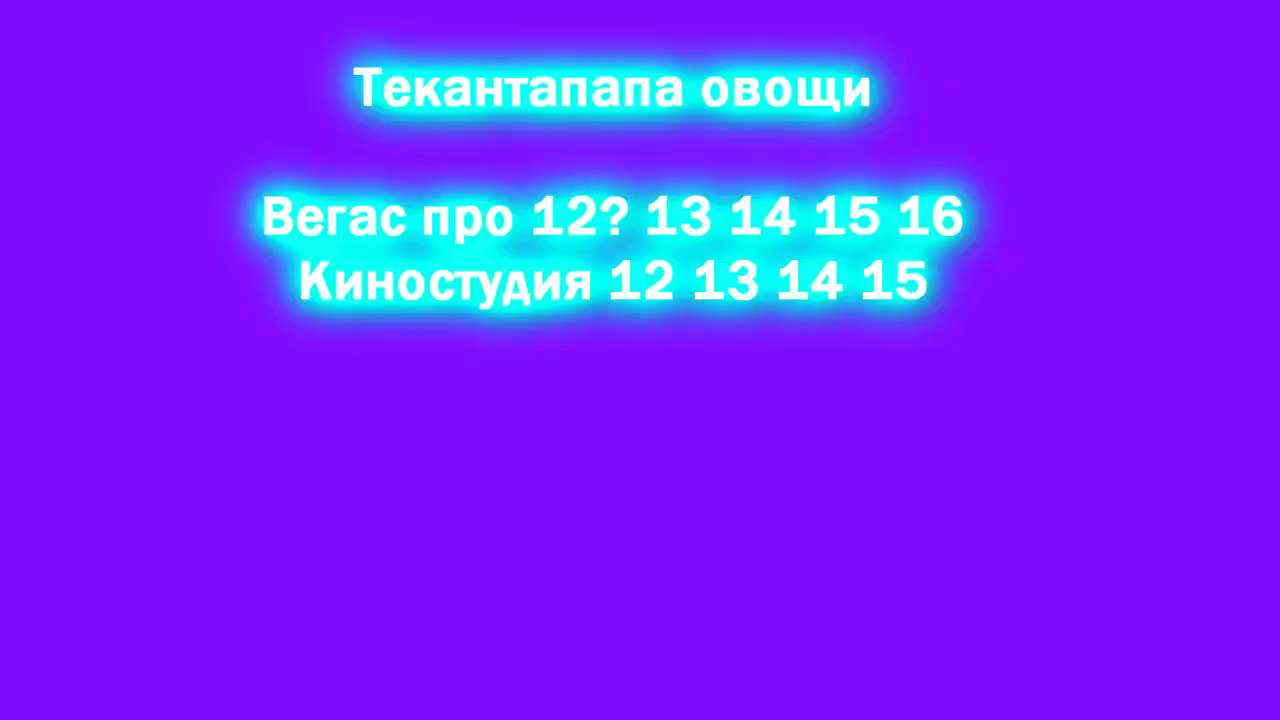 Текантапапа овощи
Вегас про 12? 13 14 15 16
Киностудия 12 13 14 15